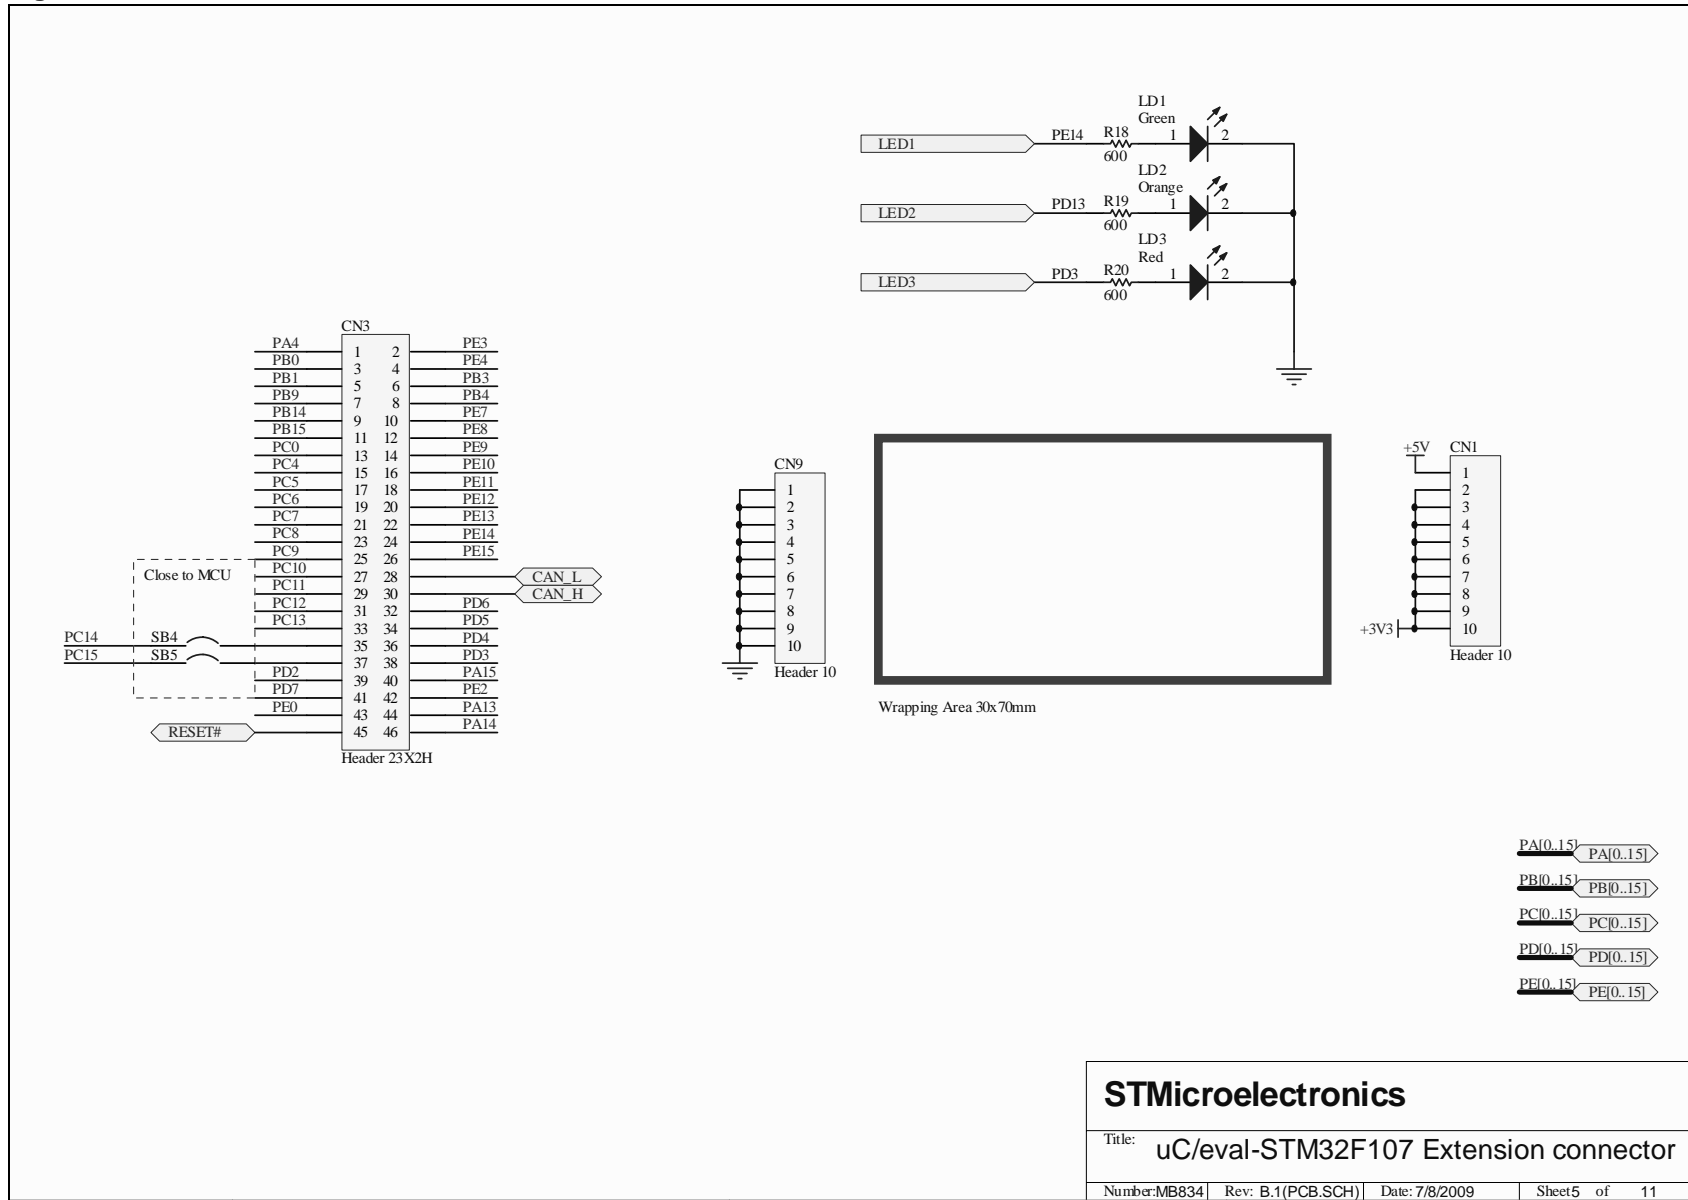 LD1
Green
LED1 PE14 R18 600 1 2
LD2
Orange
LED2 PD13 R19 600 1 2
LD3
Red
LED3 PD3 R20 600 1 2
CN3
PA4 1 2 PE3
PB0 3 4 PE4
PB1 5 6 PB3
PB9 7 8 PB4
PB14 9 10 PE7
PB15 11 12 PE8
PC0 13 14 PE9
PC4 15 16 PE10
PC5 17 18 PE11
PC6 19 20 PE12
PC7 21 22 PE13
PC8 23 24 PE14
PC9 25 26 PE15
Close to MCU
PC10 27 28 CAN_L
PC11 29 30 CAN_H
PC12 31 32 PD6
PC13 33 34 PD5
PC14 SB4 35 36 PD4
PC15 SB5 37 38 PD3
PD2 39 40 PA15
PD7 41 42 PE2
PE0 43 44 PA13
RESET# 45 46 PA14
Header 23X2H
CN9
1
2
3
4
5
6
7
8
9
10
Header 10
Wrapping Area 30x70mm
+5V CN1
1
2
3
4
5
6
7
8
9
+3V3 10
Header 10
PA[0..15] PA[0..15]
PB[0..15] PB[0..15]
PC[0..15] PC[0..15]
PD[0..15] PD[0..15]
PE[0..15] PE[0..15]
STMicroelectronics
Title: uC/eval-STM32F107 Extension connector
Number:MB834 Rev: B.1(PCB.SCH) Date: 7/8/2009 Sheet5 of 11